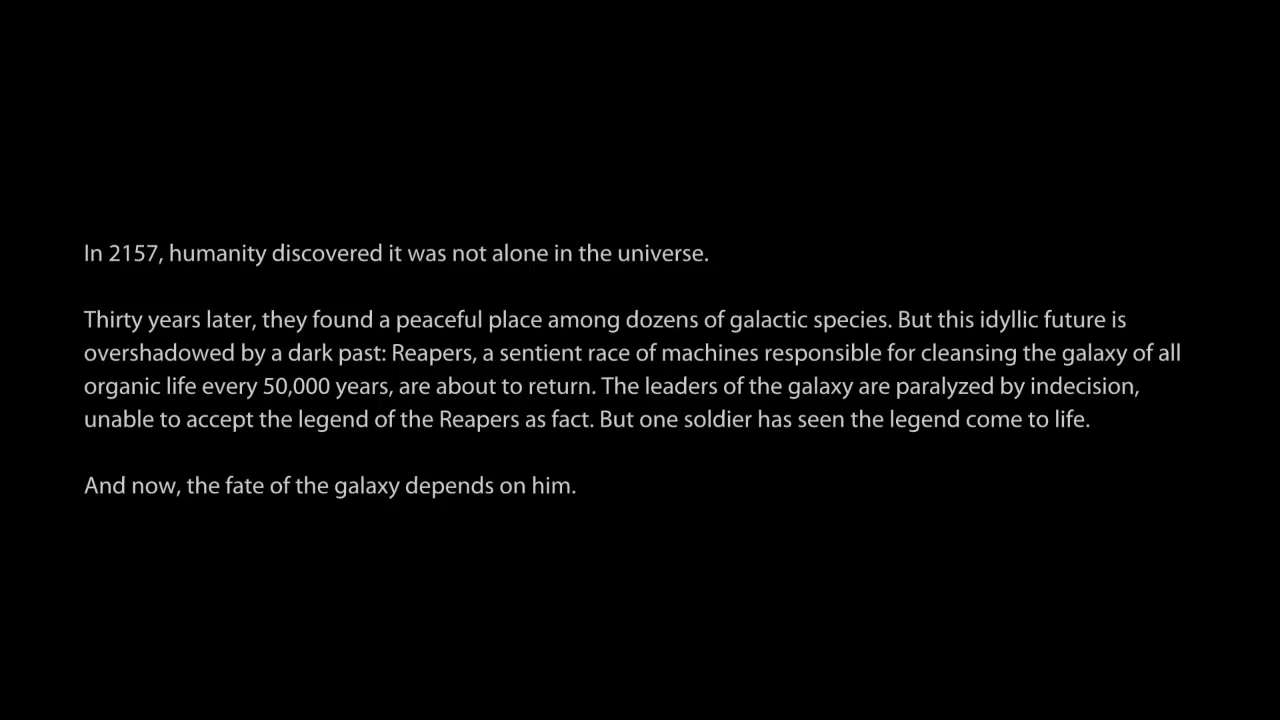 In 2157, humanity discovered it was not alone in the universe.
Thirty years later, they found a peaceful place among dozens of galactic species. But this idyllic future is
overshadowed by a dark past: Reapers, a sentient race of machines responsible for cleansing the galaxy of all
organic life every 50,000 years, are about to return. The leaders of the galaxy are paralyzed by indecision,
unable to accept the legend of the Reapers as fact. But one soldier has seen the legend come to life.
And now, the fate of the galaxy depends on him.